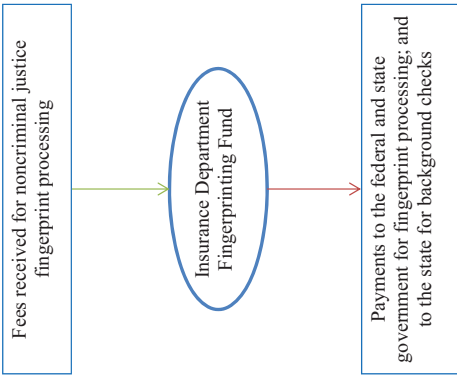 Fees received for noncriminal justice
fingerprint processing
Insurance Department
Fingerprinting Fund
Payments to the federal and state
government for fingerprint processing; and
to the state for background checks